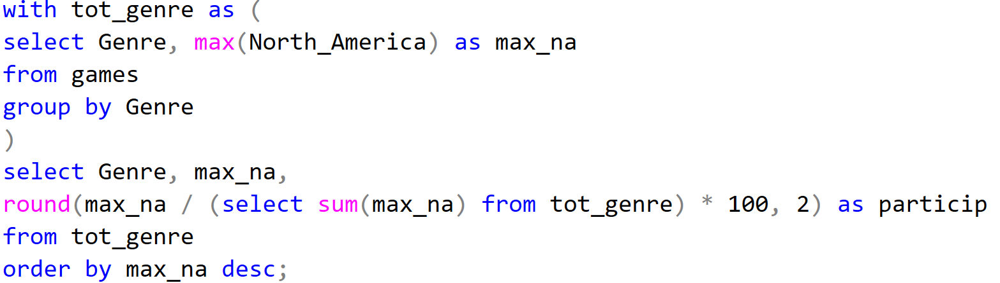 with tot_genre as (
select Genre, max(North_America) as max_na
from games
group by Genre
)
select Genre, max_na,
round(max_na / (select sum(max_na) from tot_genre) * 100, 2) as particip
from tot_genre
order by max_na desc;